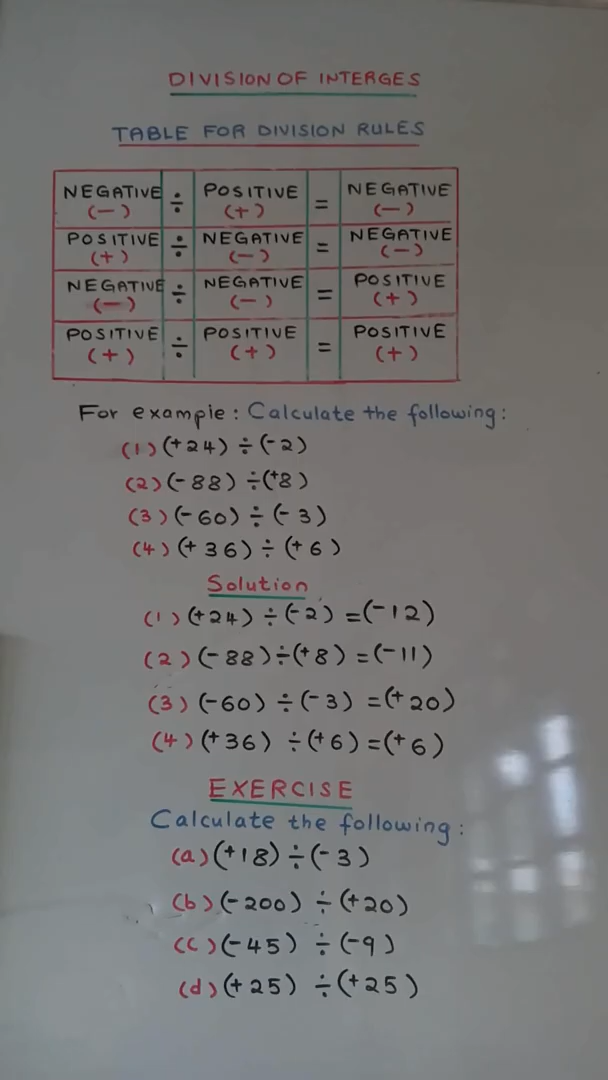 DIVISION OF INTERGES
TABLE FOR DIVISION RULES
NEGATIVE ÷ POSITIVE = NEGATIVE
(-) (+) (-)
POSITIVE ÷ NEGATIVE = NEGATIVE
(+) (-) (-)
NEGATIVE ÷ NEGATIVE = POSITIVE
(-) (-) (+)
POSITIVE ÷ POSITIVE = POSITIVE
(+) (+) (+)
For example: Calculate the following:
(1) (+24) ÷ (-2)
(2) (-88) ÷ (+8)
(3) (-60) ÷ (-3)
(4) (+36) ÷ (+6)
Solution
(1) (+24) ÷ (-2) = (-12)
(2) (-88) ÷ (+8) = (-11)
(3) (-60) ÷ (-3) = (+20)
(4) (+36) ÷ (+6) = (+6)
EXERCISE
Calculate the following:
(a) (+18) ÷ (-3)
(b) (-200) ÷ (+20)
(c) (-45) ÷ (-9)
(d) (+25) ÷ (+25)